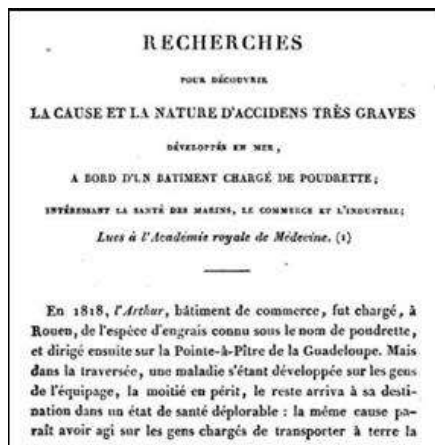 RECHERCHES
POUR DÉCOUVRIR
LA CAUSE ET LA NATURE D'ACCIDENS TRÈS GRAVES
DÉVELOPPÉS EN MER,
A BORD D'UN BATIMENT CHARGÉ DE POUDRETTE;
INTÉRESSANT LA SANTÉ DES MARINS, LE COMMERCE ET L'INDUSTRIE;
Lues à l'Académie royale de Médecine. (1)
En 1818, l'Arthur, bâtiment de commerce, fut chargé, à
Rouen, de l'espèce d'engrais connu sous le nom de poudrette,
et dirigé ensuite sur la Pointe-à-Pître de la Guadeloupe. Mais
dans la traversée, une maladie s'étant développée sur les gens
de l'équipage, la moitié en périt, le reste arriva à sa desti-
nation dans un état de santé déplorable : la même cause pa-
raît avoir agi sur les gens chargés de transporter à terre la